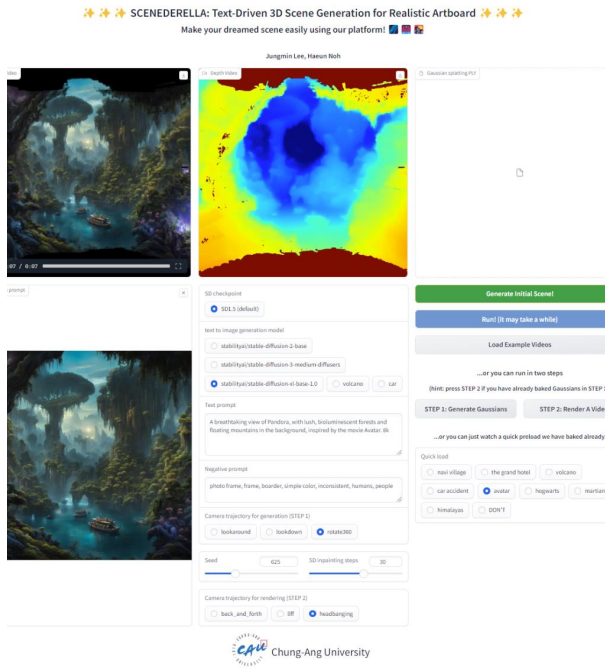 ✨ ✨ ✨ SCENEDERELLA: Text-Driven 3D Scene Generation for Realistic Artboard ✨ ✨ ✨
Make your dreamed scene easily using our platform!
Jungmin Lee, Haeun Noh
Video
Depth Video
Gaussian splatting PLY
:07 / 0:07
prompt
SD checkpoint
SD1.5 (default)
text to image generation model
stabilityai/stable-diffusion-2-base
stabilityai/stable-diffusion-3-medium-diffusers
stabilityai/stable-diffusion-xl-base-1.0 volcano car
Text prompt
A breathtaking view of Pandora, with lush, bioluminescent forests and
floating mountains in the background, inspired by the movie Avatar. 8k
Negative prompt
photo frame, frame, boarder, simple color, inconsistent, humans, people
Camera trajectory for generation (STEP 1)
lookaround lookdown rotate360
Seed 625 SD inpainting steps 30
Camera trajectory for rendering (STEP 2)
back_and_forth llff headbanging
Generate Initial Scene!
Run! (it may take a while)
Load Example Videos
...or you can run in two steps
(hint: press STEP 2 if you have already baked Gaussians in STEP 1
STEP 1: Generate Gaussians STEP 2: Render A Vide
...or you can just watch a quick preload we have baked already
Quick load
navi village the grand hotel volcano
car accident avatar hogwarts martian
himalayas DON'T
CAU
Chung-Ang University